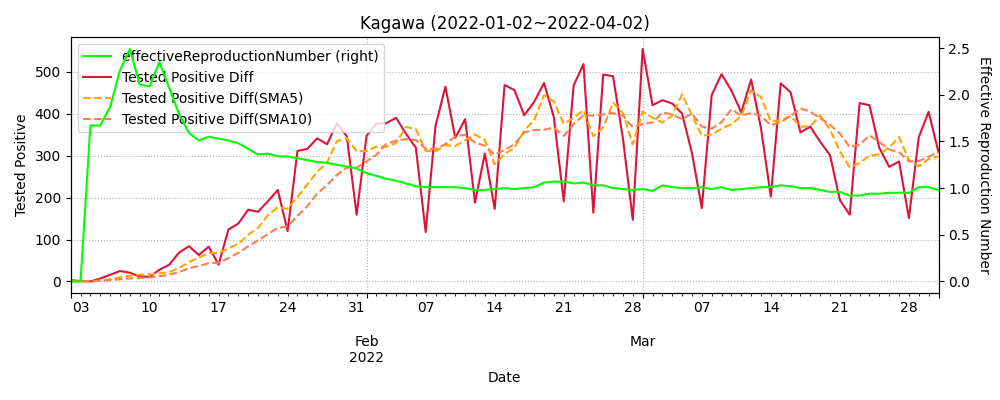 Kagawa (2022-01-02~2022-04-02)
effectiveReproductionNumber (right)
Tested Positive Diff
Tested Positive Diff(SMA5)
Tested Positive Diff(SMA10)
Tested Positive
500
400
300
200
100
0
2.5
2.0
1.5
1.0
0.5
0.0
Effective Reproduction Number
03 10 17 24 31 07 14 21 28 07 14 21 28
Feb Mar
2022
Date